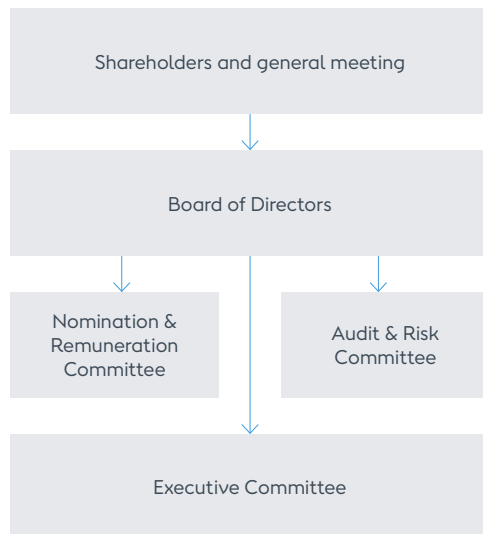 Shareholders and general meeting
Board of Directors
Nomination &
Remuneration
Committee
Audit & Risk
Committee
Executive Committee